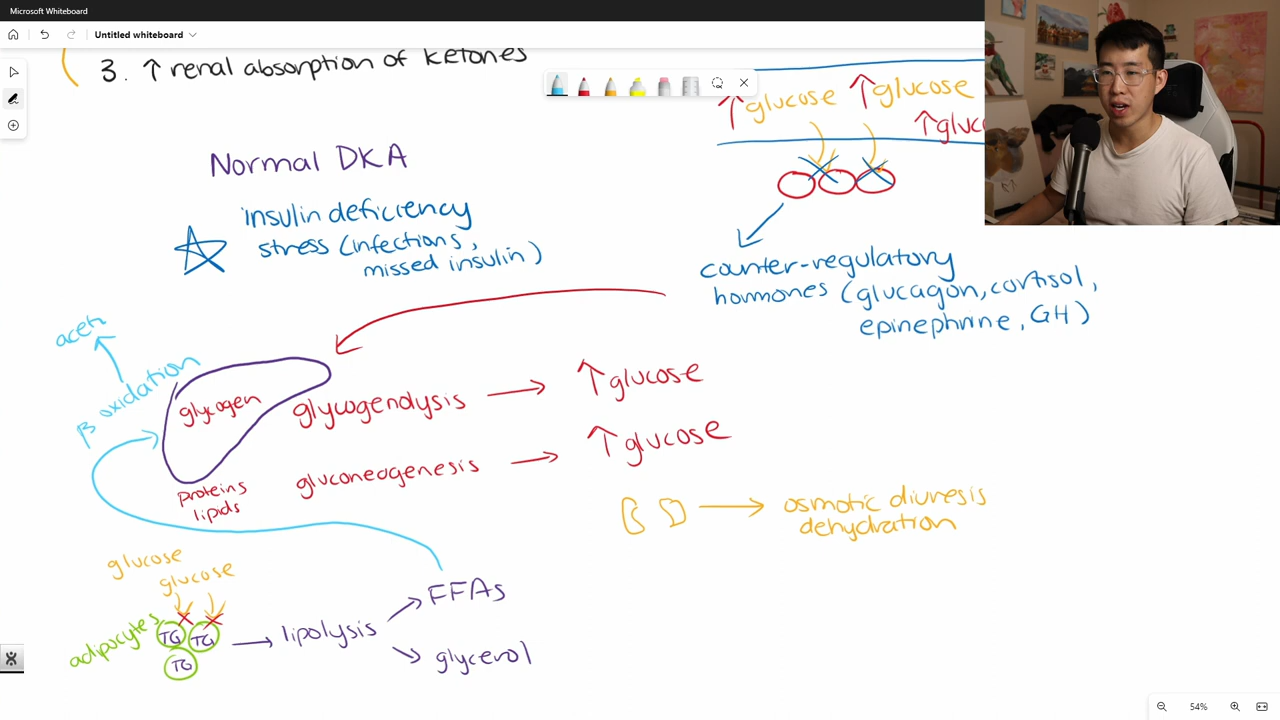 Microsoft Whiteboard
Untitled whiteboard
3. ↑ renal absorption of ketones
↑glucose ↑glucose
↑gluco
Normal DKA
insulin deficiency
stress (infections,
missed insulin)
counter-regulatory
hormones (glucagon, cortisol,
epinephrine, GH)
β oxidation
glycogen
glycogenolysis → ↑glucose
gluconeogenesis → ↑glucose
proteins
lipids
→ osmotic diuresis
dehydration
glucose
glucose
adipocytes
TG TG
TG
→ lipolysis
FFAs
glycerol
54%